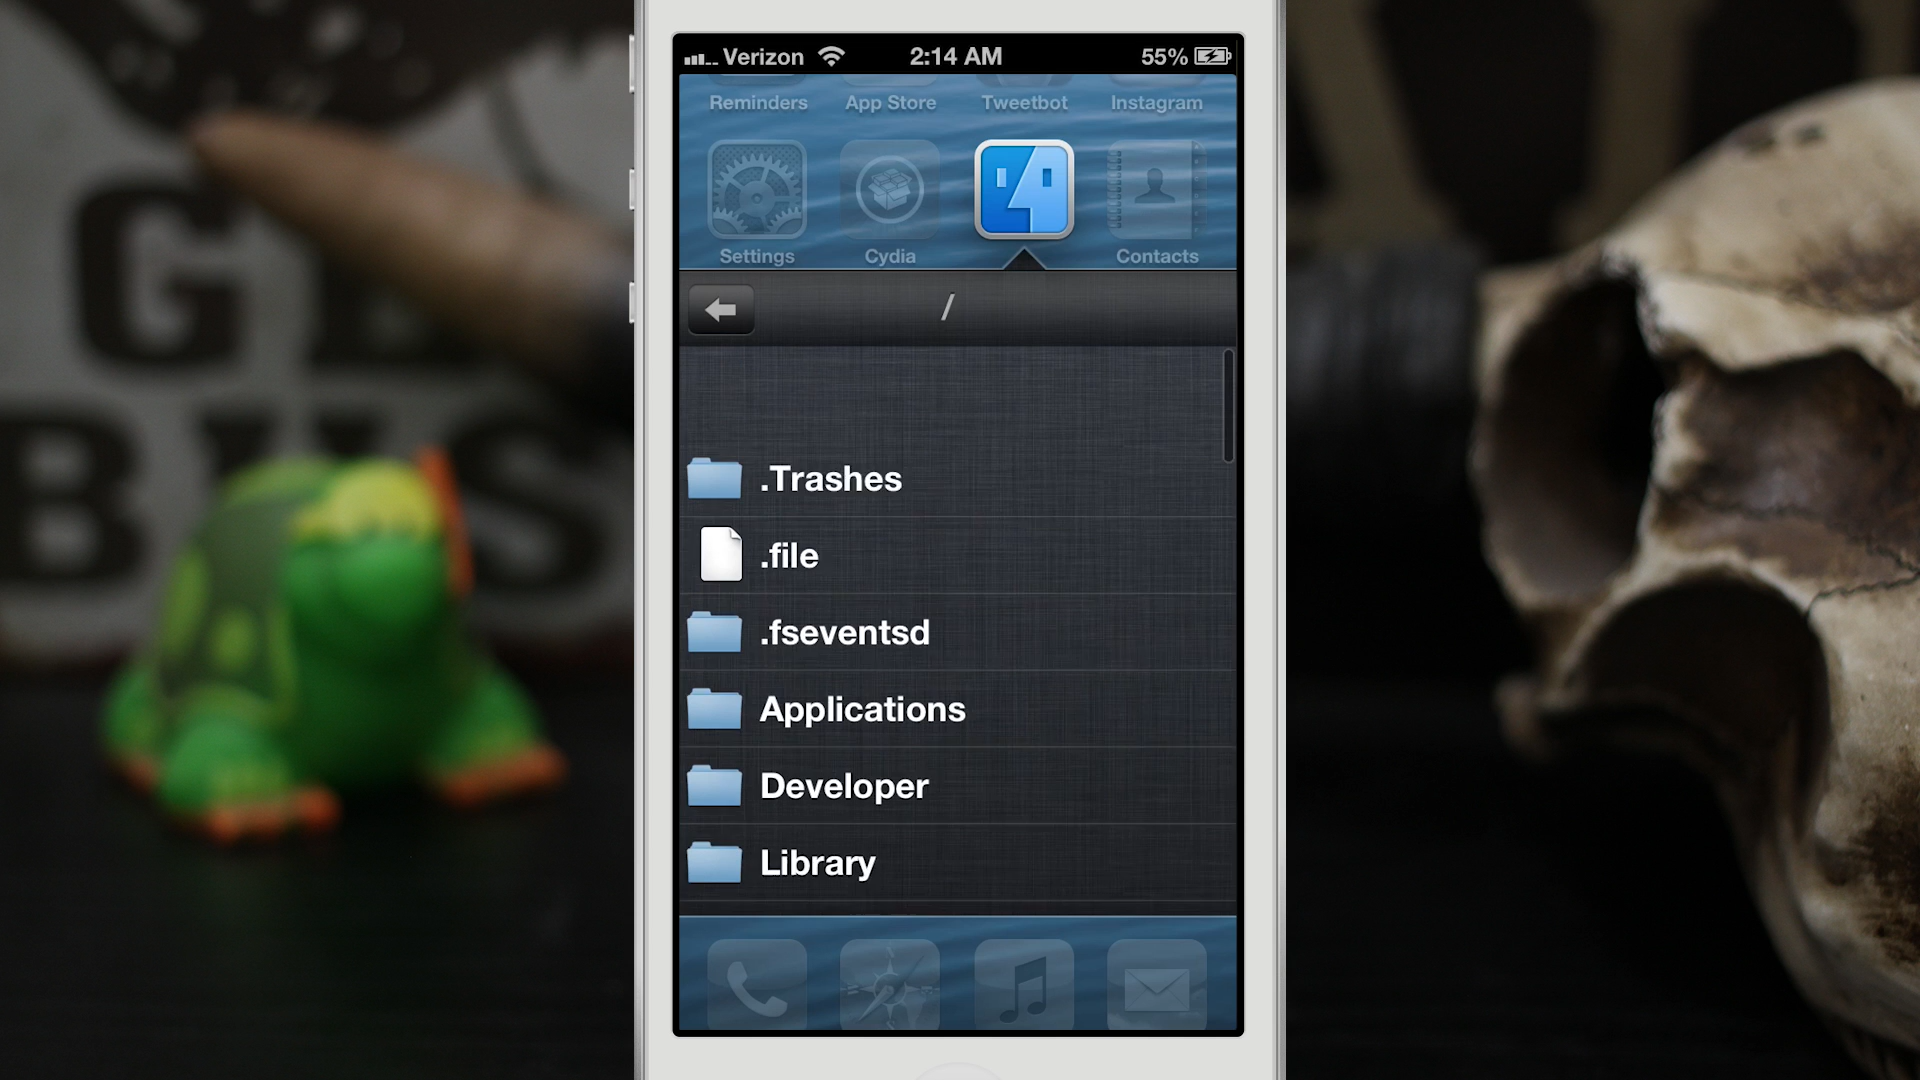 Verizon 2:14 AM 55%
Reminders App Store Tweetbot Instagram
Settings Cydia Contacts
/
.Trashes
.file
.fseventsd
Applications
Developer
Library